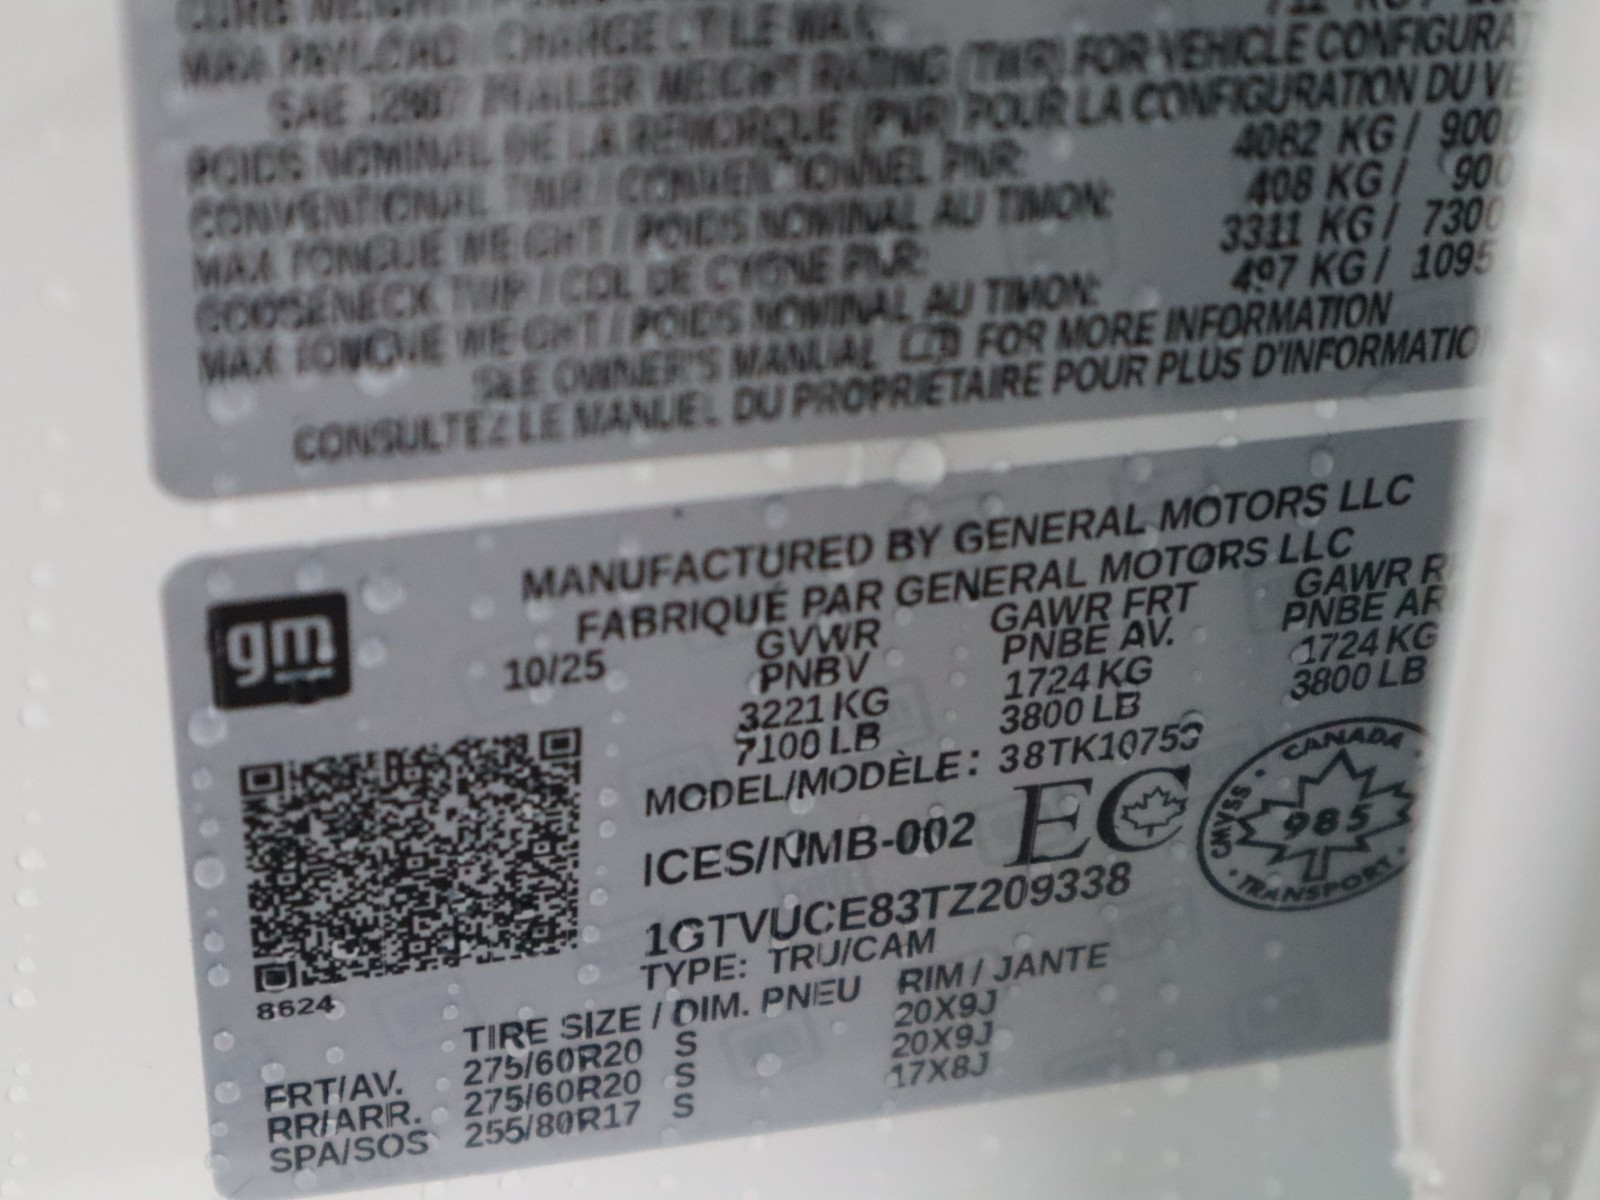 MAX PAYLOAD / CHARGE UTILE MAX.
SAE J2807 TRAILER WEIGHT RATING (TWR) FOR VEHICLE CONFIGURAT
POIDS NOMINAL DE LA REMORQUE (PNR) POUR LA CONFIGURATION DU VÉ
CONVENTIONAL TWR / CONVENTIONNEL PNR: 4082 KG / 900
MAX TONGUE WEIGHT / POIDS NOMINAL AU TIMON: 408 KG / 90
GOOSENECK TWR / COL DE CYGNE PNR: 3311 KG / 7300
MAX TONGUE WEIGHT / POIDS NOMINAL AU TIMON: 497 KG / 1095
SEE OWNER'S MANUAL FOR MORE INFORMATION
CONSULTEZ LE MANUEL DU PROPRIÉTAIRE POUR PLUS D'INFORMATIO
MANUFACTURED BY GENERAL MOTORS LLC
FABRIQUÉ PAR GENERAL MOTORS LLC
gm
10/25
GVWR GAWR FRT GAWR R
PNBV PNBE AV. PNBE AR
3221 KG 1724 KG 1724 KG
7100 LB 3800 LB 3800 LB
MODEL/MODÈLE: 38TK10753
ICES/NMB-002 EC
CANADA
CMVSS 985
TRANSPORT
1GTVUCE83TZ209338
TYPE: TRU/CAM
8624
TIRE SIZE / DIM. PNEU RIM / JANTE
FRT/AV. 275/60R20 S 20X9J
RR/ARR. 275/60R20 S 20X9J
SPA/SOS 255/80R17 S 17X8J